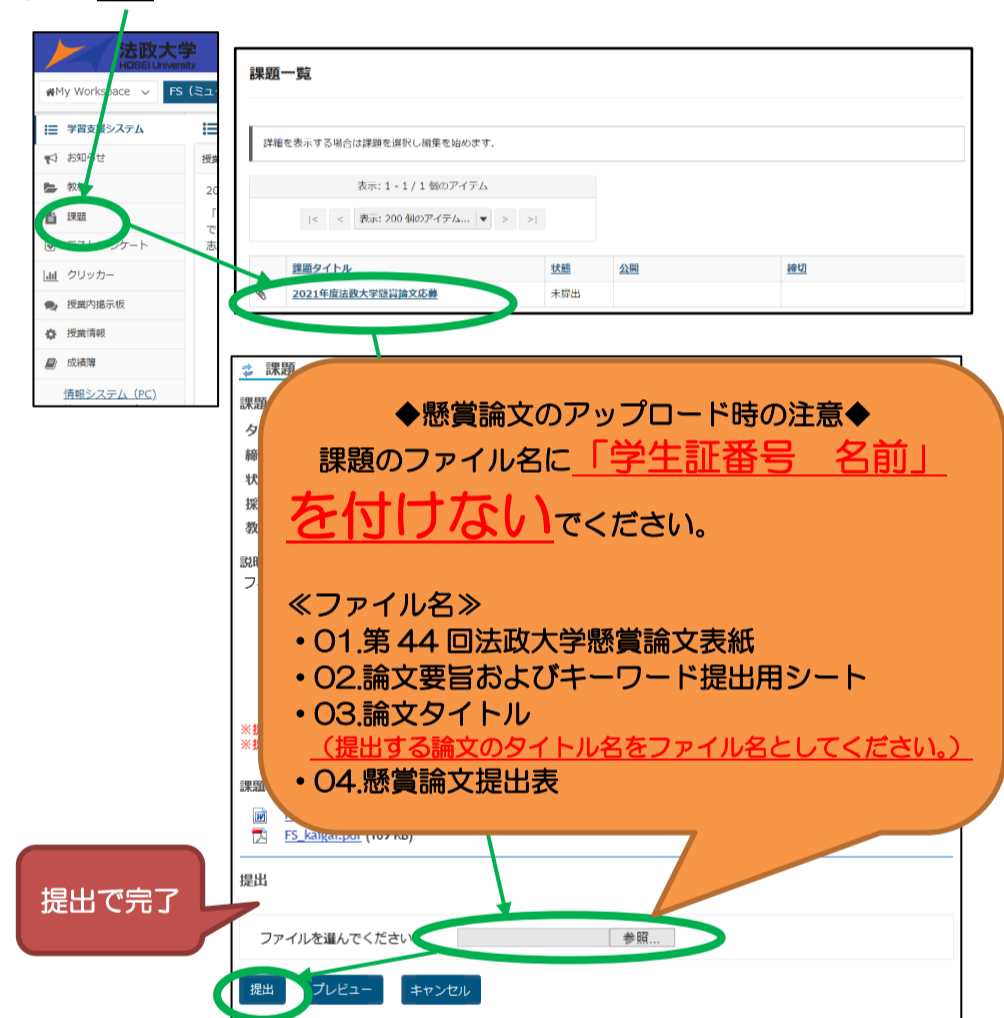 法政大学
HOSEI University
My Workspace
FS（ミュ
学習支援システム
お知らせ
課題
クリッカー
授業内掲示板
授業情報
成績簿
情報システム（PC）
課題一覧
詳細を表示する場合は課題を選択し編集を始めます.
表示: 1 - 1 / 1 個のアイテム
|< < 表示: 200 個のアイテム... ▼ > >|
課題タイトル 状態 公開 締切
2021年度法政大学懸賞論文応募 未提出
課題
◆懸賞論文のアップロード時の注意◆
課題のファイル名に「学生証番号　名前」
を付けないでください。
≪ファイル名≫
・01.第 44 回法政大学懸賞論文表紙
・02.論文要旨およびキーワード提出用シート
・03.論文タイトル
（提出する論文のタイトル名をファイル名としてください。）
・04.懸賞論文提出表
課題
FS_kaigai.pdf (169 KB)
提出
提出で完了
ファイルを選んでください
参照...
提出
プレビュー
キャンセル